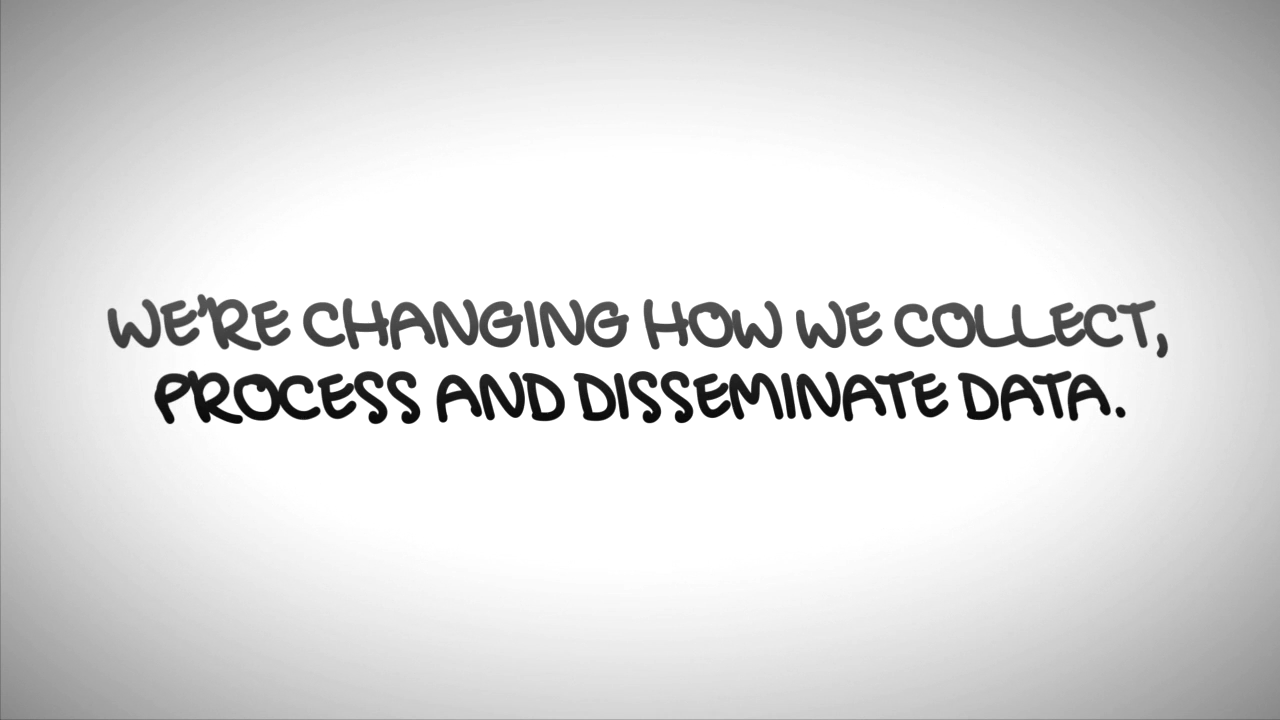 WE'RE CHANGING HOW WE COLLECT,
PROCESS AND DISSEMINATE DATA.